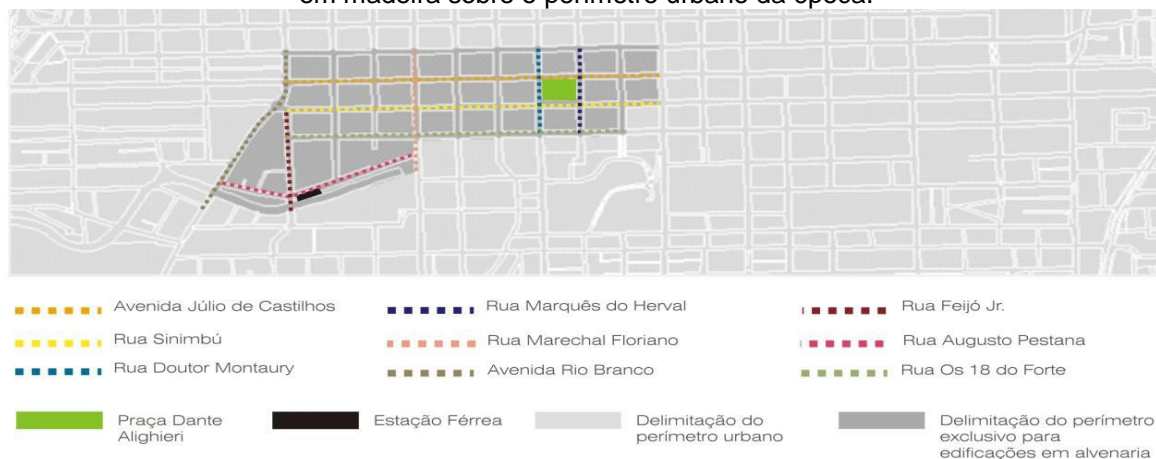 em madeira sobre o perímetro urbano da época.
Avenida Júlio de Castilhos
Rua Marquês do Herval
Rua Feijó Jr.
Rua Sinimbú
Rua Marechal Floriano
Rua Augusto Pestana
Rua Doutor Montaury
Avenida Rio Branco
Rua Os 18 do Forte
Praça Dante
Alighieri
Estação Férrea
Delimitação do
perímetro urbano
Delimitação do perímetro
exclusivo para
edificações em alvenaria